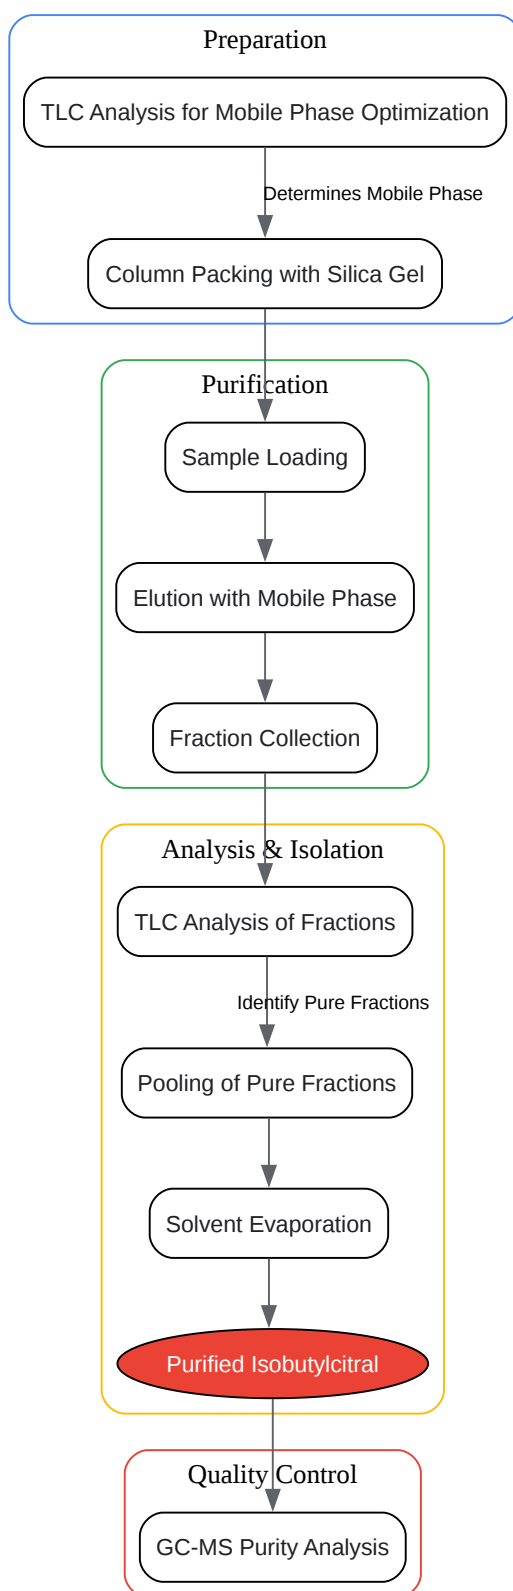 Preparation
TLC Analysis for Mobile Phase Optimization
Determines Mobile Phase
Column Packing with Silica Gel
Purification
Sample Loading
Elution with Mobile Phase
Fraction Collection
Analysis & Isolation
TLC Analysis of Fractions
Identify Pure Fractions
Pooling of Pure Fractions
Solvent Evaporation
Purified Isobutylcitral
Quality Control
GC-MS Purity Analysis